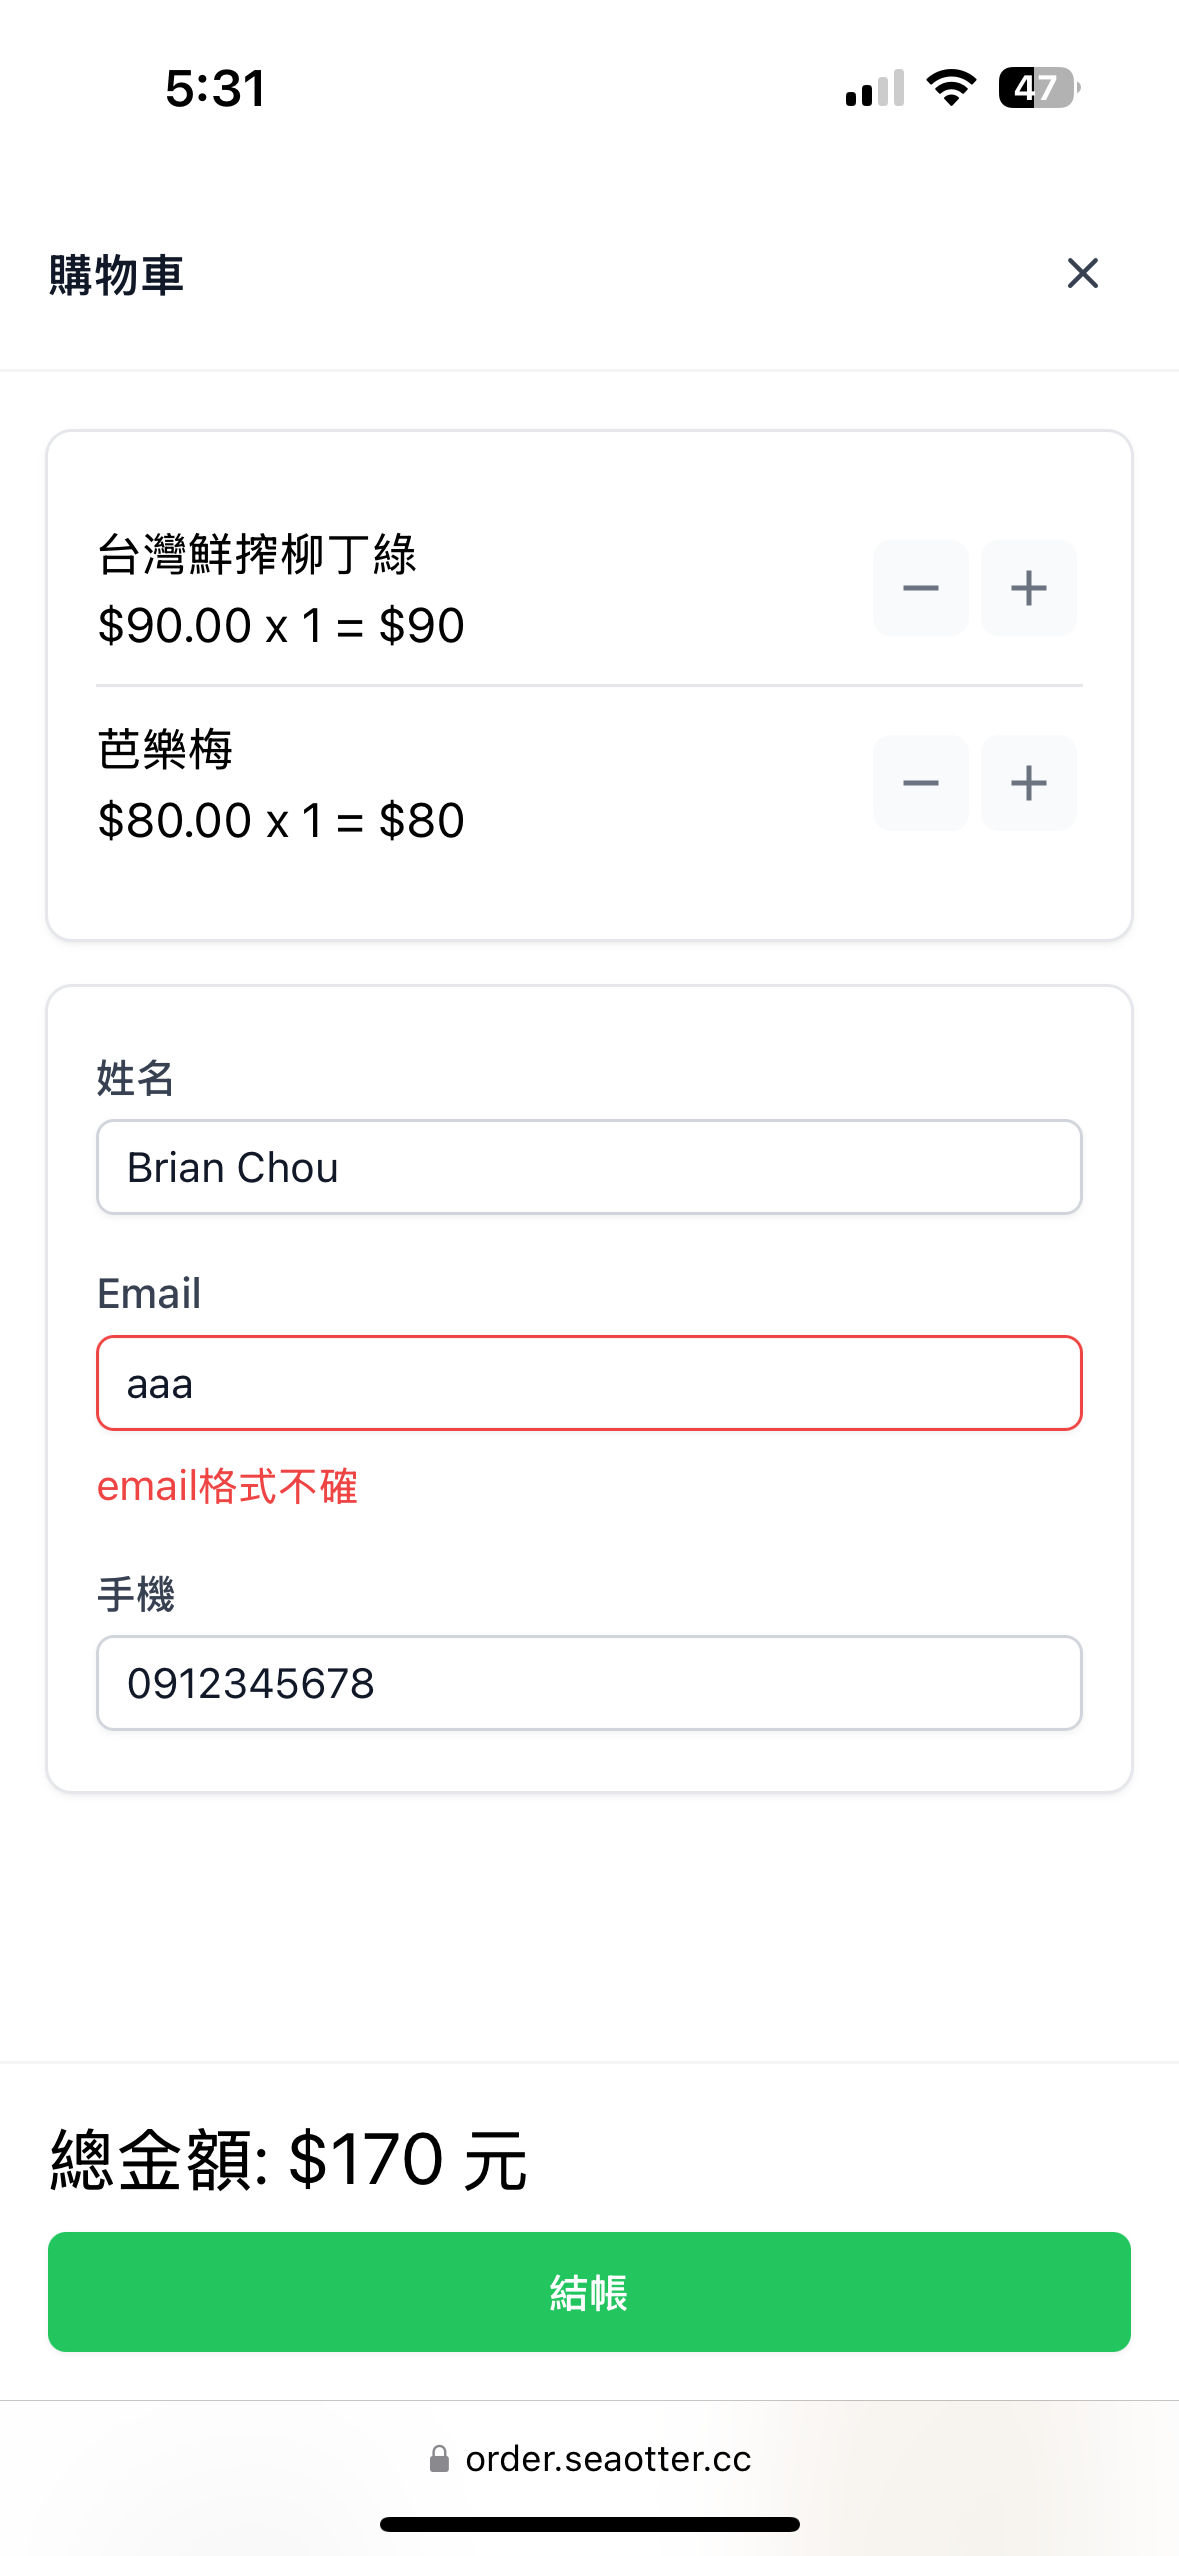 5:31
47
購物車
台灣鮮搾柳丁綠
$90.00 x 1 = $90
芭樂梅
$80.00 x 1 = $80
姓名
Brian Chou
Email
aaa
email格式不確
手機
0912345678
總金額: $170 元
結帳
order.seaotter.cc